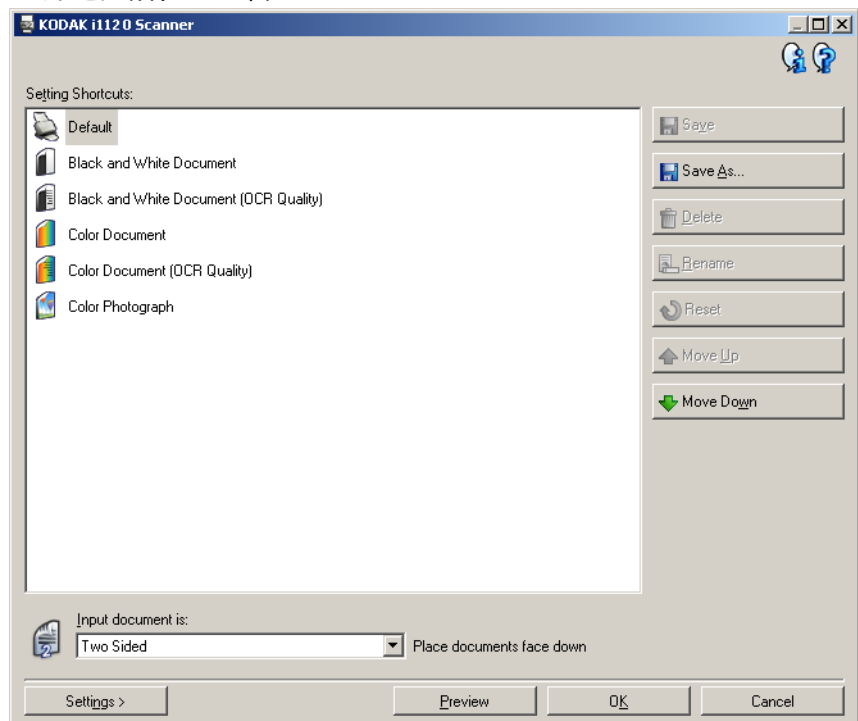 KODAK i1120 Scanner
Setting Shortcuts:
Default
Black and White Document
Black and White Document (OCR Quality)
Color Document
Color Document (OCR Quality)
Color Photograph
Save
Save As...
Delete
Rename
Reset
Move Up
Move Down
Input document is:
2
Two Sided
Place documents face down
Settings >
Preview
OK
Cancel